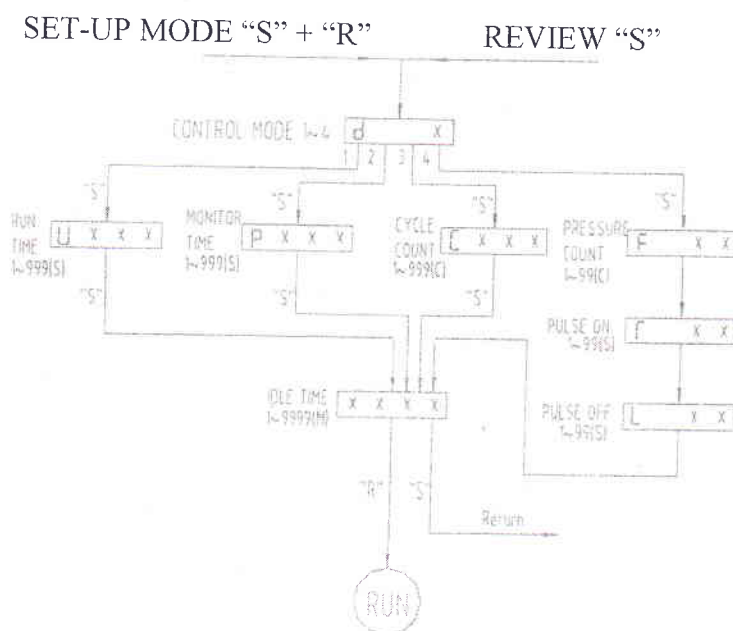 SET-UP MODE “S” + “R” REVIEW “S”
CONTROL MODE 1~4 d x
1 2 3 4
"S" "S" "S" "S"
RUN TIME 1~999(S) U x x x
MONITOR TIME 1~999(S) P x x x
CYCLE COUNT 1~999(C) C x x x
PRESSURE COUNT 1~99(C) F x x
"S" "S" "S"
PULSE ON 1~99(S) Γ x x
PULSE OFF 1~99(S) L x x
IDLE TIME 1~9999(M) x x x x
"R" "S"
Return
RUN